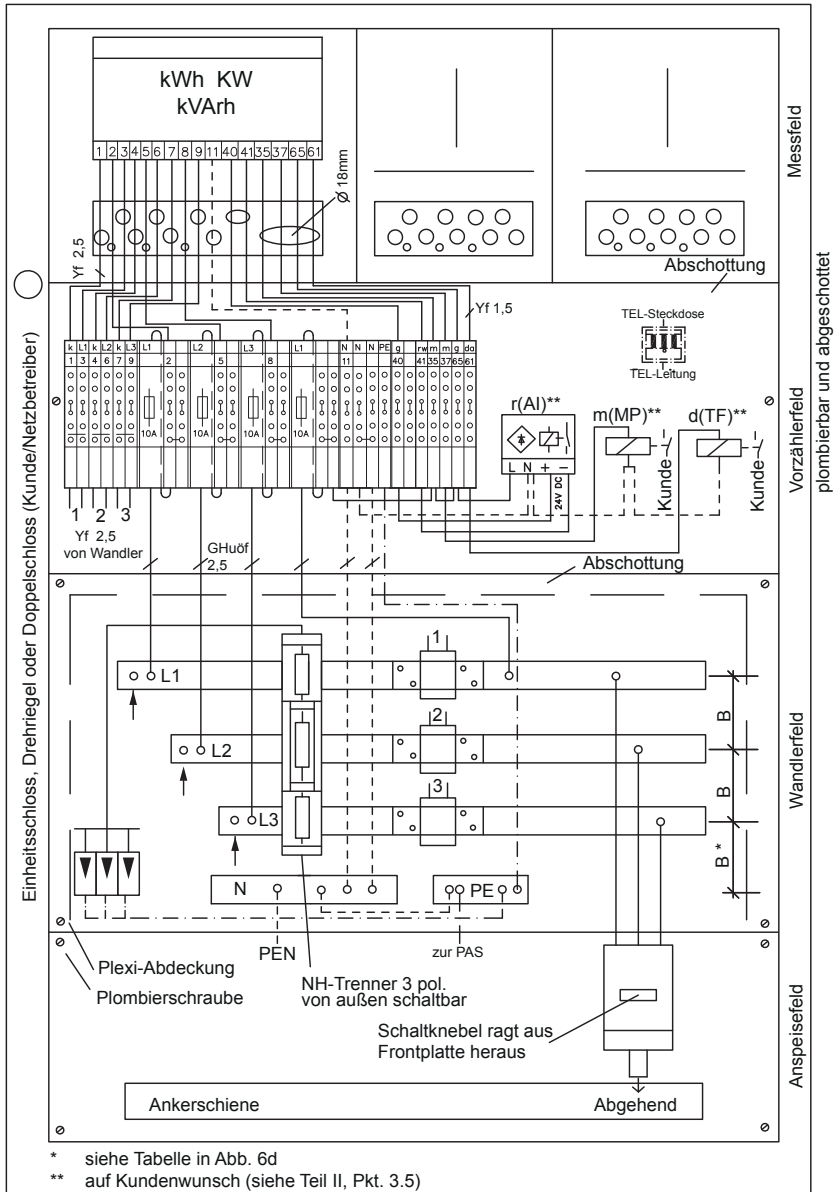 kWh KW
kVArh
1 2 3 4 5 6 7 8 9 11 40 41 35 37 65 61
Ø 18mm
Yf 2,5
Messfeld
Abschottung
Yf 1,5
TEL-Steckdose
TEL-Leitung
k L1 k L2 k L3 L1 L2 L3 L1 N N N PE g rw m m g da
1 3 4 6 7 9 2 5 8 11 40 41 35 37 65 61
10A 10A 10A 10A
r(AI)**
L N + –
24V DC
m(MP)**
Kunde
d(TF)**
Kunde
Vorzählerfeld
plombierbar und abgeschottet
1 2 3
Yf 2,5
von Wandler
GHuöf
2,5
Abschottung
Einheitsschloss, Drehriegel oder Doppelschloss (Kunde/Netzbetreiber)
1
L1
2
L2
3
L3
B
B
B *
Wandlerfeld
N
PE
PEN
zur PAS
Plexi-Abdeckung
Plombierschraube
NH-Trenner 3 pol.
von außen schaltbar
Schaltknebel ragt aus
Frontplatte heraus
Anspeisefeld
Ankerschiene
Abgehend
* siehe Tabelle in Abb. 6d
** auf Kundenwunsch (siehe Teil II, Pkt. 3.5)